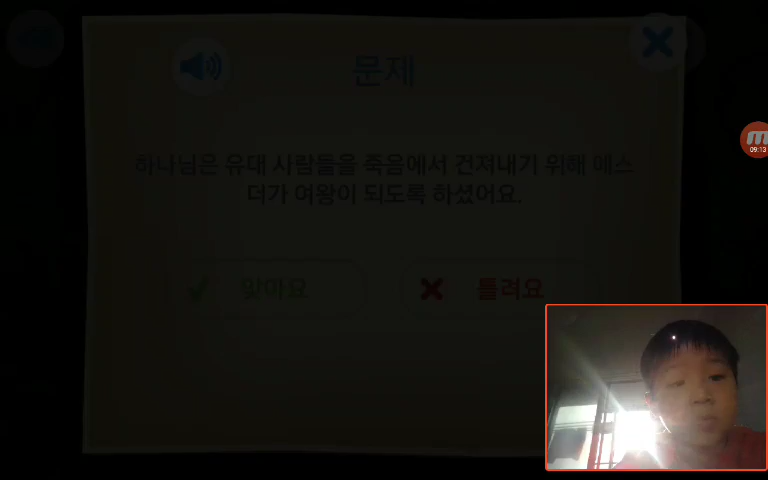 문제
하나님은 유대 사람들을 죽음에서 건져내기 위해 에스
더가 여왕이 되도록 하셨어요.
맞아요
틀려요
m
09:13